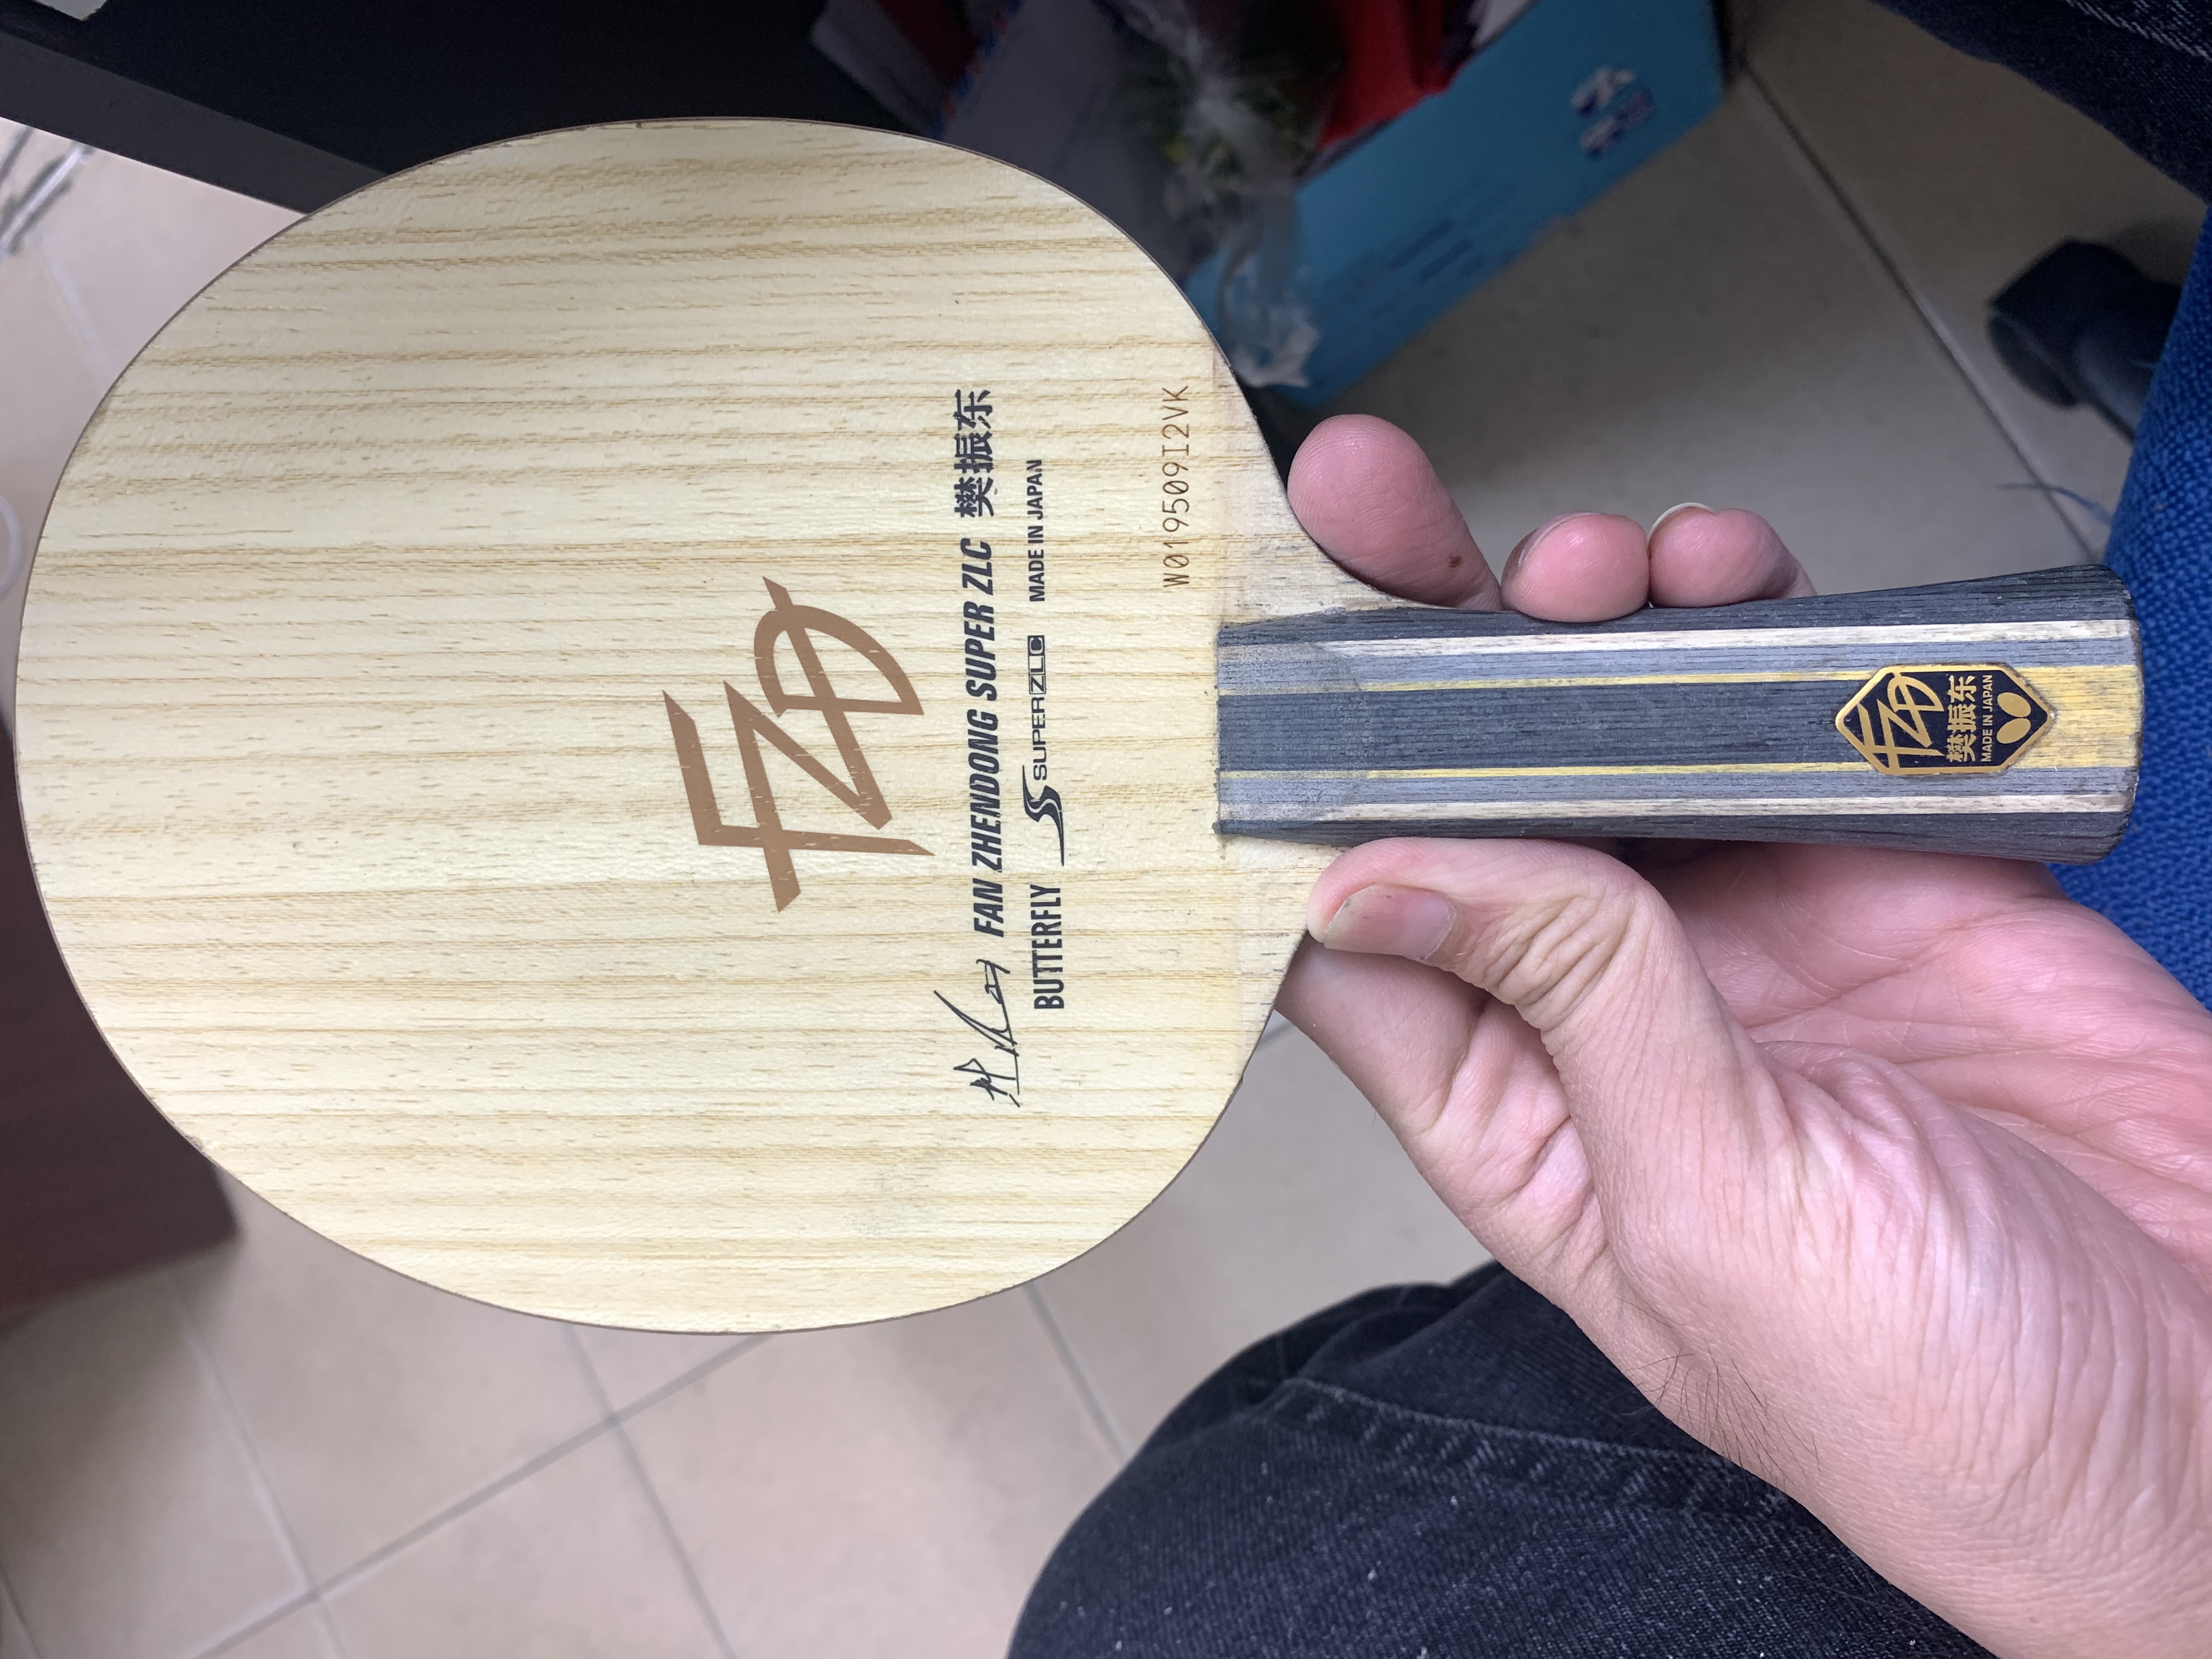 FZD
FAN ZHENDONG SUPER ZLC 樊振东
BUTTERFLY SUPER ZLC MADE IN JAPAN
W019509I2VK
FZD
樊振东
MADE IN JAPAN